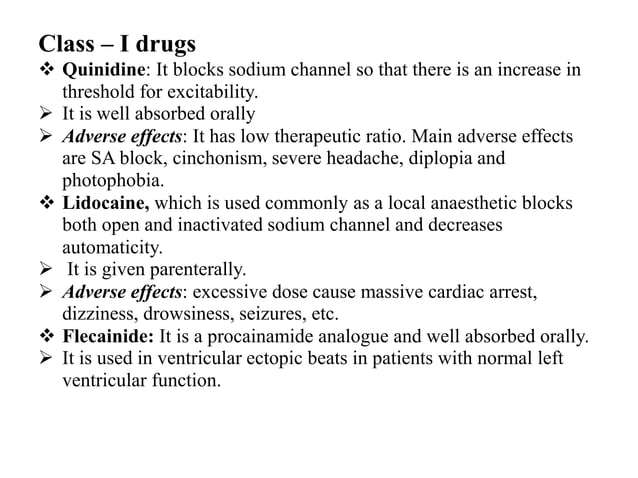 Class – I drugs
❖ Quinidine: It blocks sodium channel so that there is an increase in
threshold for excitability.
➢ It is well absorbed orally
➢ Adverse effects: It has low therapeutic ratio. Main adverse effects
are SA block, cinchonism, severe headache, diplopia and
photophobia.
❖ Lidocaine, which is used commonly as a local anaesthetic blocks
both open and inactivated sodium channel and decreases
automaticity.
➢ It is given parenterally.
➢ Adverse effects: excessive dose cause massive cardiac arrest,
dizziness, drowsiness, seizures, etc.
❖ Flecainide: It is a procainamide analogue and well absorbed orally.
➢ It is used in ventricular ectopic beats in patients with normal left
ventricular function.